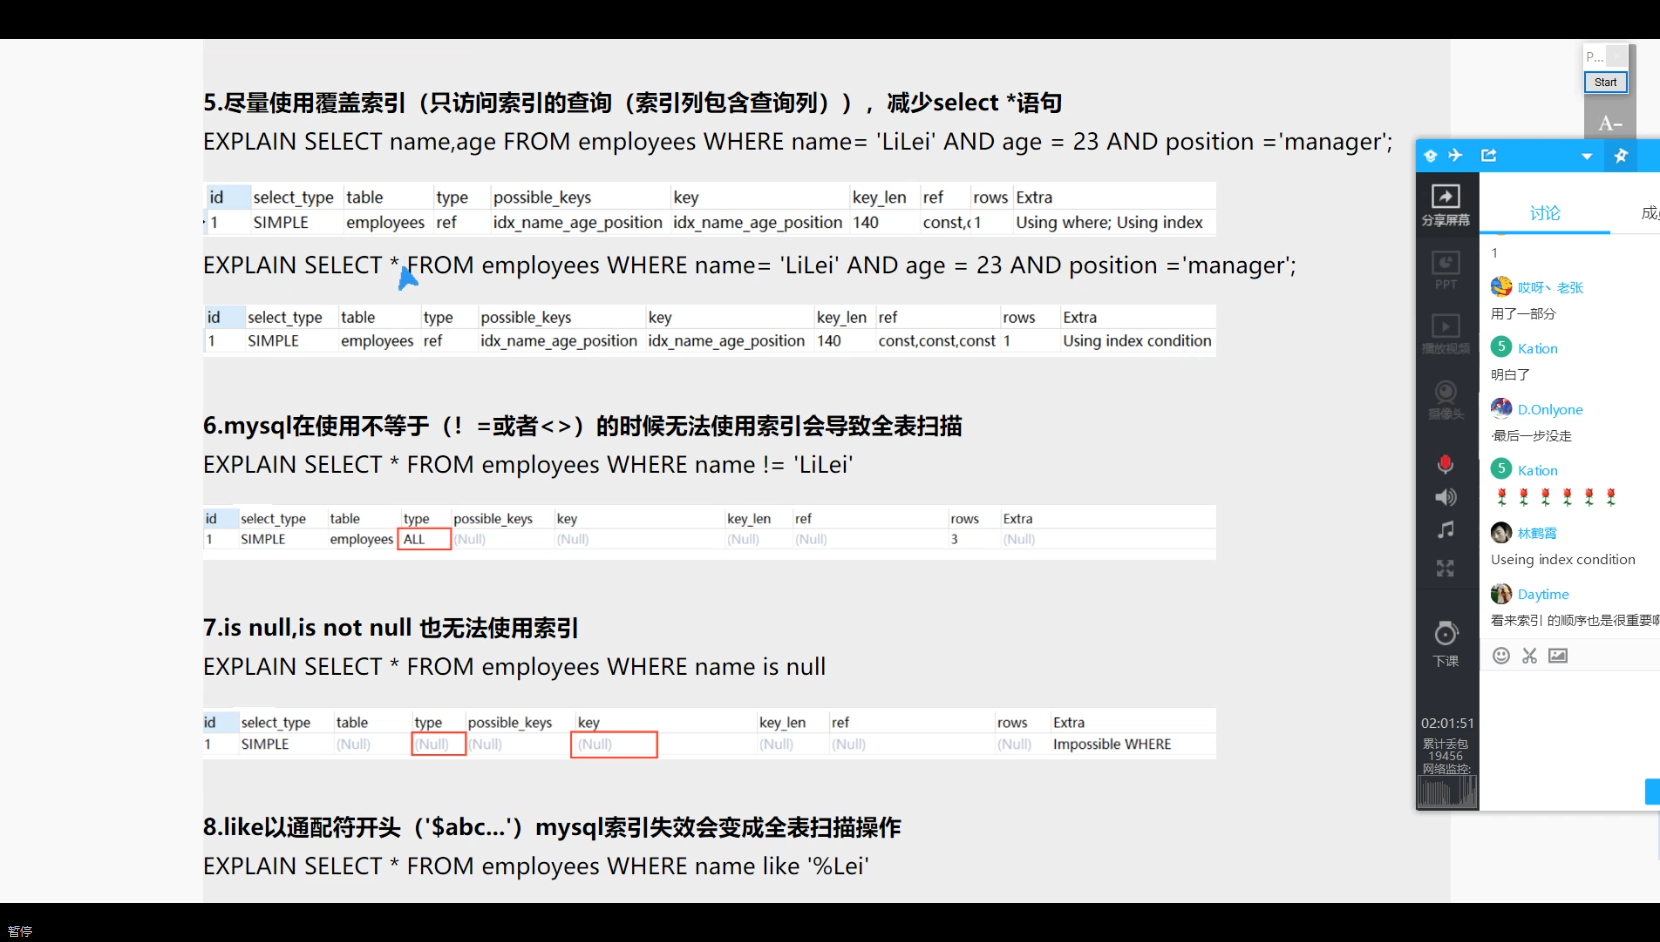 5.尽量使用覆盖索引（只访问索引的查询（索引列包含查询列）），减少select *语句
EXPLAIN SELECT name,age FROM employees WHERE name= 'LiLei' AND age = 23 AND position ='manager';
id select_type table type possible_keys key key_len ref rows Extra
1 SIMPLE employees ref idx_name_age_position idx_name_age_position 140 const,c 1 Using where; Using index
EXPLAIN SELECT * FROM employees WHERE name= 'LiLei' AND age = 23 AND position ='manager';
id select_type table type possible_keys key key_len ref rows Extra
1 SIMPLE employees ref idx_name_age_position idx_name_age_position 140 const,const,const 1 Using index condition
6.mysql在使用不等于（！=或者<>）的时候无法使用索引会导致全表扫描
EXPLAIN SELECT * FROM employees WHERE name != 'LiLei'
id select_type table type possible_keys key key_len ref rows Extra
1 SIMPLE employees ALL (Null) (Null) (Null) (Null) 3 (Null)
7.is null,is not null 也无法使用索引
EXPLAIN SELECT * FROM employees WHERE name is null
id select_type table type possible_keys key key_len ref rows Extra
1 SIMPLE (Null) (Null) (Null) (Null) (Null) (Null) (Null) Impossible WHERE
8.like以通配符开头（'$abc...'）mysql索引失效会变成全表扫描操作
EXPLAIN SELECT * FROM employees WHERE name like '%Lei'
P...
Start
A-
分享屏幕
PPT
播放视频
摄像头
下课
02:01:51
累计丢包
19456
网络监控:
讨论
成员
1
哎呀丶老张
用了一部分
5 Kation
明白了
D.Onlyone
·最后一步没走
5 Kation
林鹤霄
Useing index condition
Daytime
看来索引 的顺序也是很重要啊
暂停